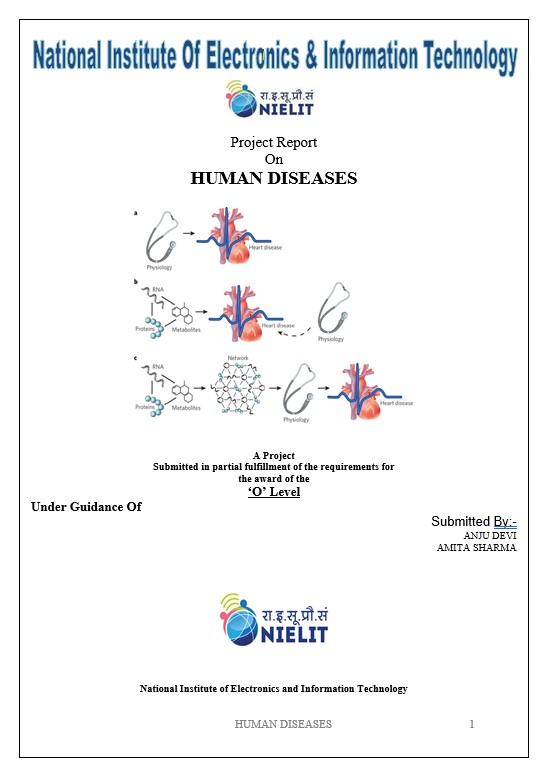 National Institute Of Electronics & Information Technology
रा.इ.सू.प्रौ.सं
NIELIT
Project Report
On
HUMAN DISEASES
a
Heart disease
Physiology
b
RNA
Proteins
Metabolites
Heart disease
Physiology
c
RNA
Network
Proteins
Metabolites
Physiology
Heart disease
A Project
Submitted in partial fulfillment of the requirements for
the award of the
‘O’ Level
Under Guidance Of
Submitted By:-
ANJU DEVI
AMITA SHARMA
रा.इ.सू.प्रौ.सं
NIELIT
National Institute of Electronics and Information Technology
HUMAN DISEASES 1